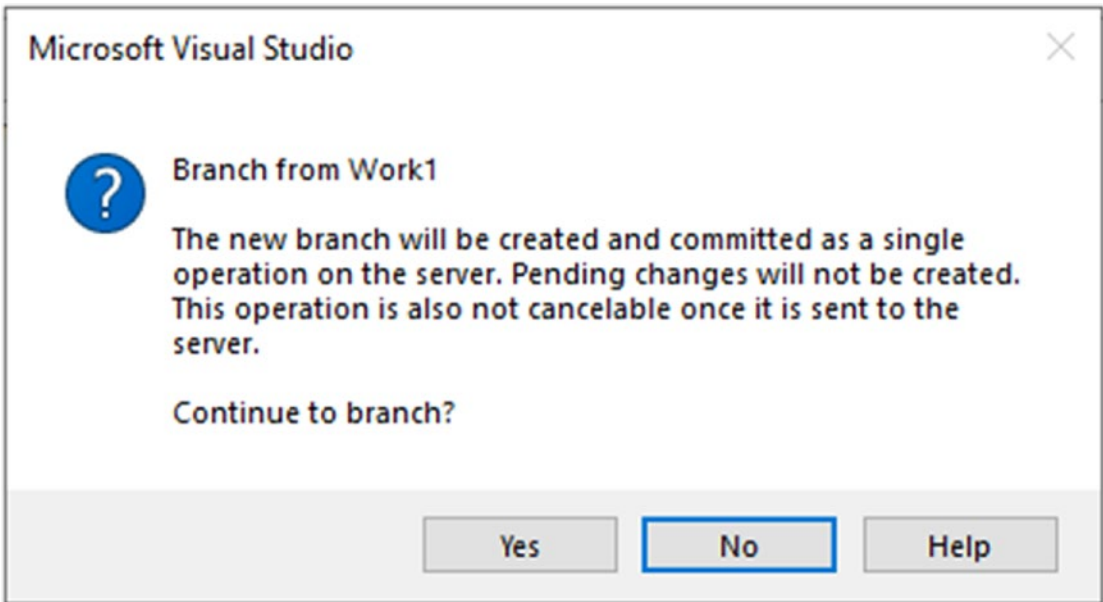 Microsoft Visual Studio
?
Branch from Work1
The new branch will be created and committed as a single
operation on the server. Pending changes will not be created.
This operation is also not cancelable once it is sent to the
server.
Continue to branch?
Yes No Help